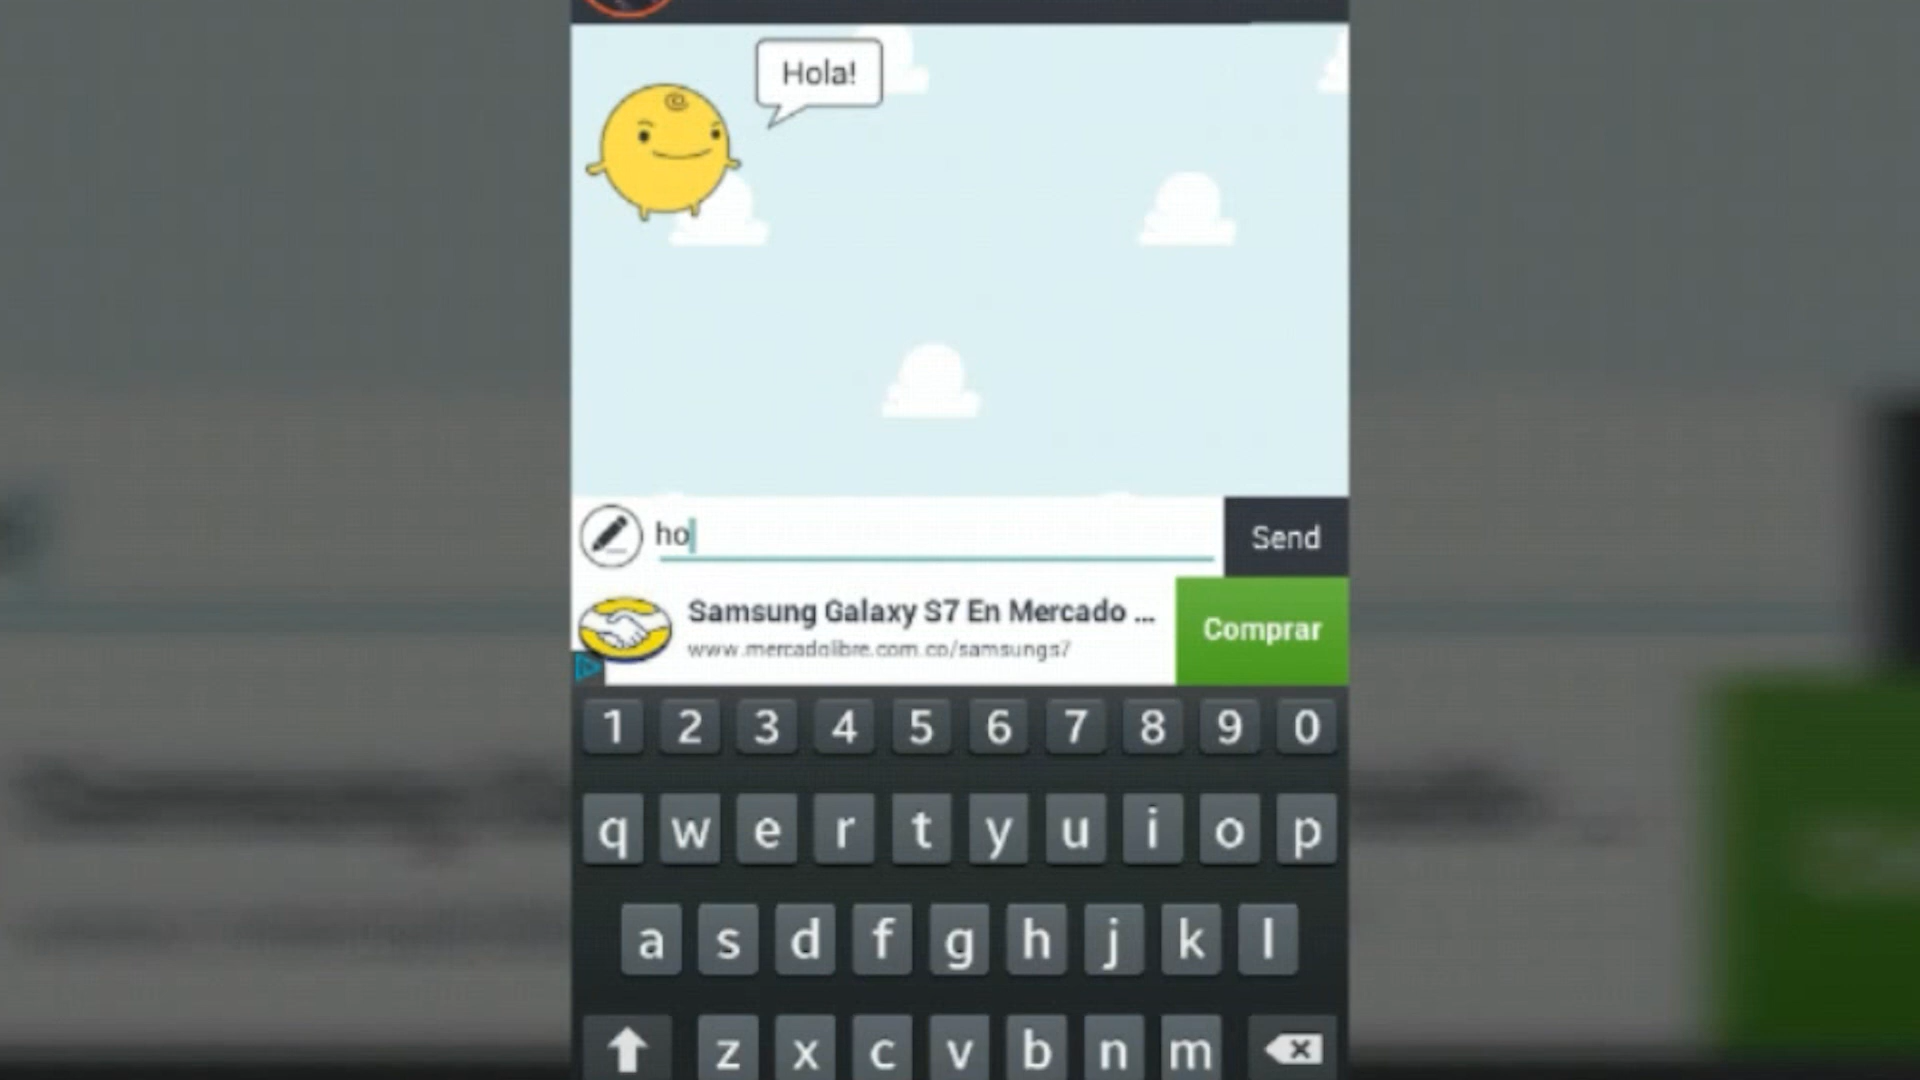 Hola!
ho
Send
Samsung Galaxy S7 En Mercado ...
www.mercadolibre.com.co/samsungs7
Comprar
1 2 3 4 5 6 7 8 9 0
q w e r t y u i o p
a s d f g h j k l
z x c v b n m